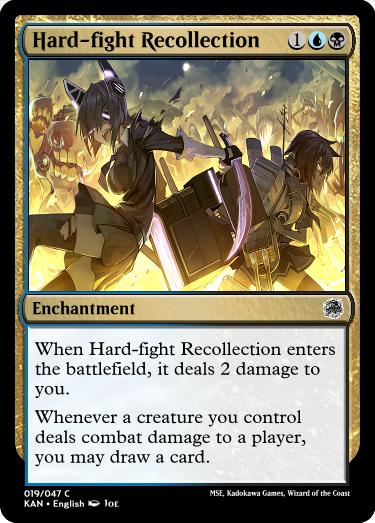 Hard-fight Recollection 1
Enchantment
When Hard-fight Recollection enters
the battlefield, it deals 2 damage to
you.
Whenever a creature you control
deals combat damage to a player,
you may draw a card.
019/047 C
MSE, Kadokawa Games, Wizard of the Coast
KAN • English JOE